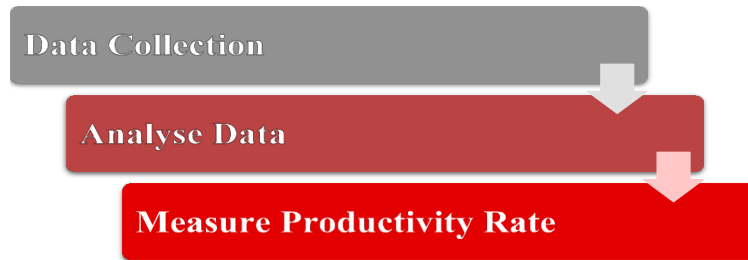 Data Collection
Analyse Data
Measure Productivity Rate